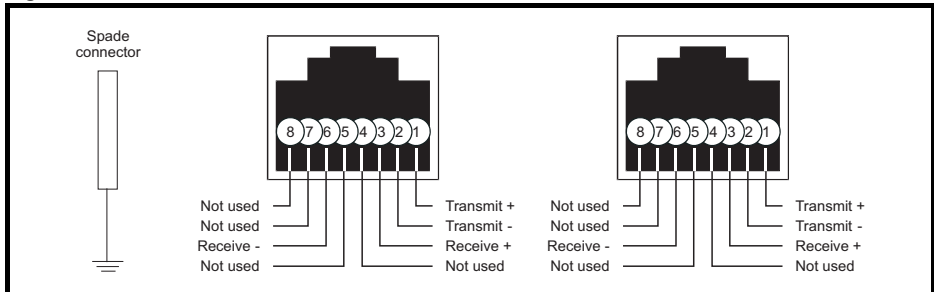 Spade
connector
8 7 6 5 4 3 2 1
Not used
Not used
Receive -
Not used
Transmit +
Transmit -
Receive +
Not used
8 7 6 5 4 3 2 1
Not used
Not used
Receive -
Not used
Transmit +
Transmit -
Receive +
Not used